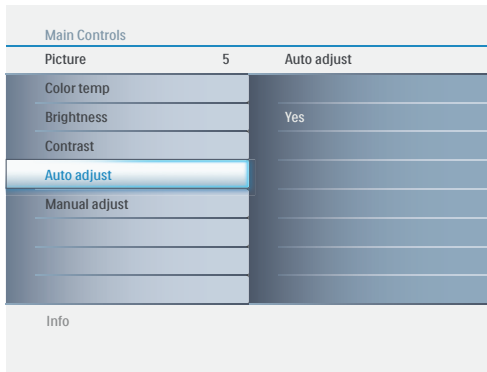 Main Controls
Picture 5 Auto adjust
Color temp
Brightness Yes
Contrast
Auto adjust
Manual adjust
Info